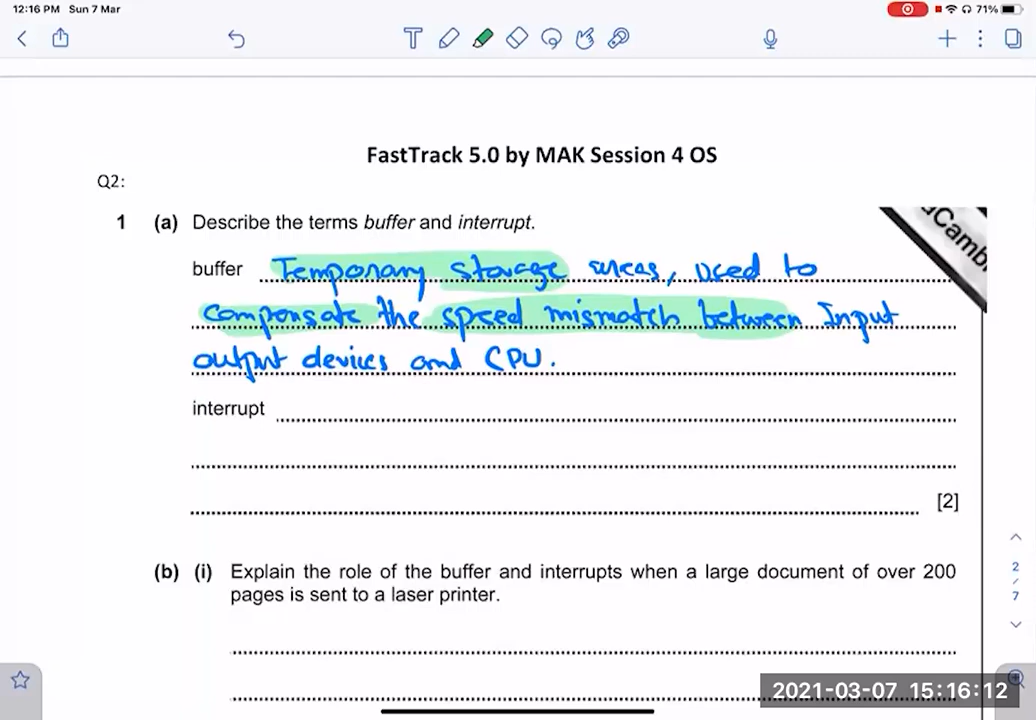 12:16 PM Sun 7 Mar
71%
FastTrack 5.0 by MAK Session 4 OS
Q2:
1 (a) Describe the terms buffer and interrupt.
buffer Temporary storage areas, used to
compensate the speed mismatch between Input
output devices and CPU.
interrupt
[2]
(b) (i) Explain the role of the buffer and interrupts when a large document of over 200
pages is sent to a laser printer.
2
/
7
2021-03-07 15:16:12